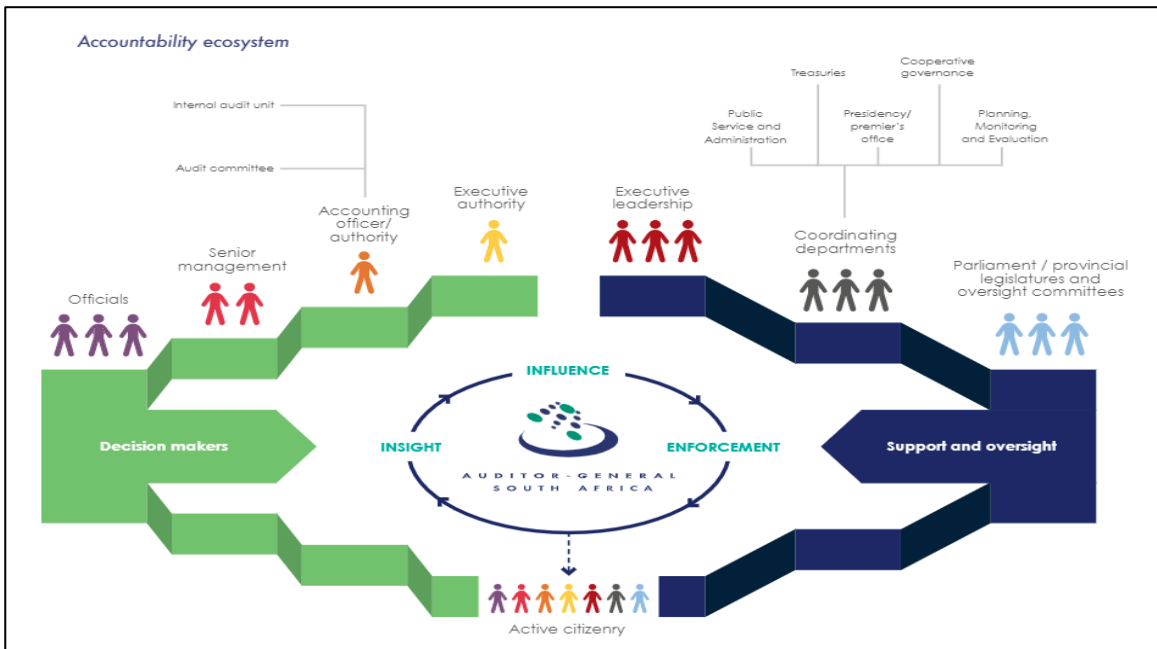 Accountability ecosystem
Internal audit unit
Audit committee
Accounting
officer/
authority
Executive
authority
Senior
management
Officials
Treasuries
Cooperative
governance
Public
Service and
Administration
Presidency/
premier's
office
Planning,
Monitoring
and Evaluation
Executive
leadership
Coordinating
departments
Parliament / provincial
legislatures and
oversight committees
INFLUENCE
Decision makers
INSIGHT
ENFORCEMENT
Support and oversight
AUDITOR-GENERAL
SOUTH AFRICA
Active citizenry